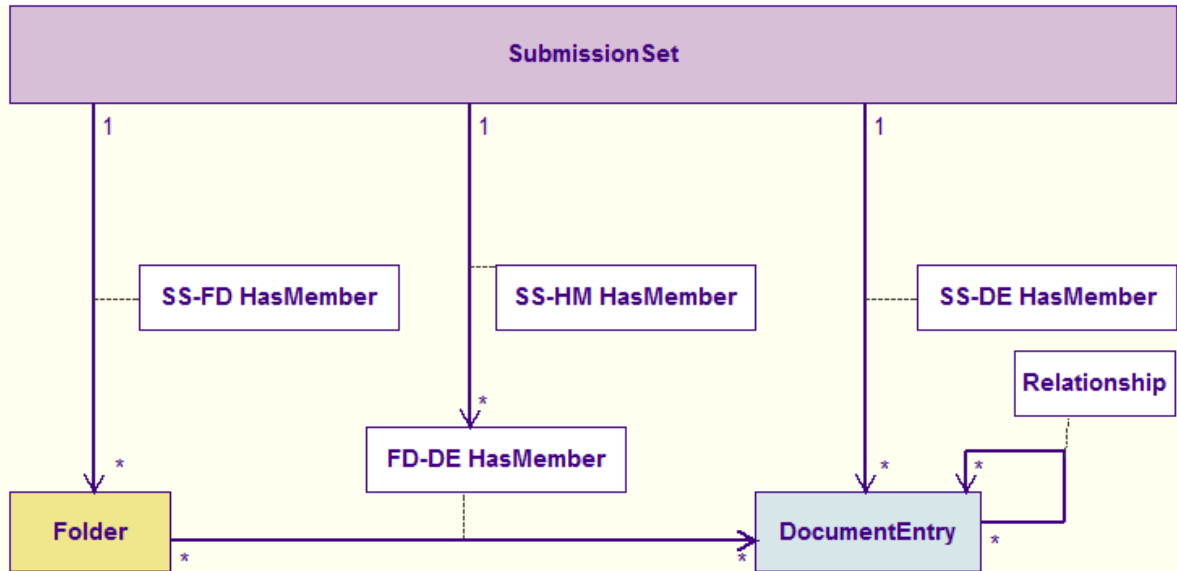 SubmissionSet
1
1
1
SS-FD HasMember
SS-HM HasMember
SS-DE HasMember
Relationship
*
FD-DE HasMember
*
*
*
Folder
DocumentEntry
*
*
*